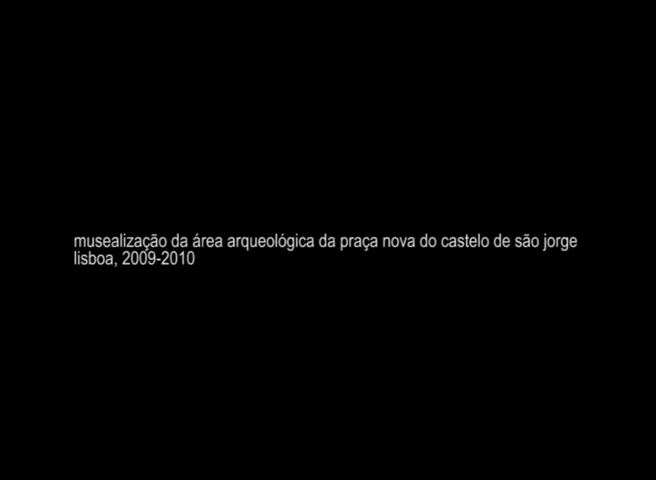 musealização da área arqueológica da praça nova do castelo de são jorge
lisboa, 2009-2010